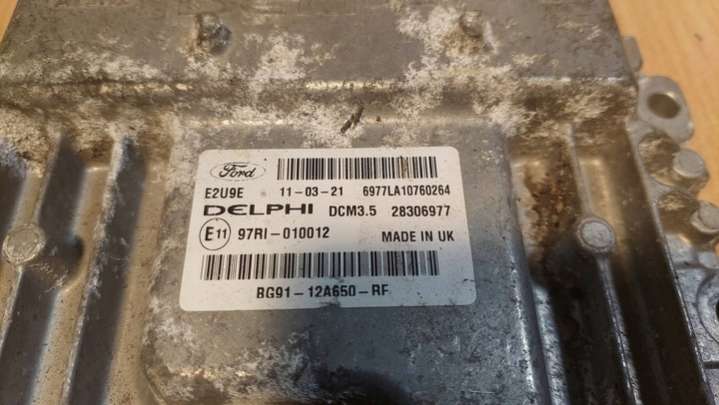 Ford
E2U9E 11-03-21 6977LA10760264
DELPHI DCM3.5 28306977
E11 97RI-010012 MADE IN UK
BG91-12A650-RF